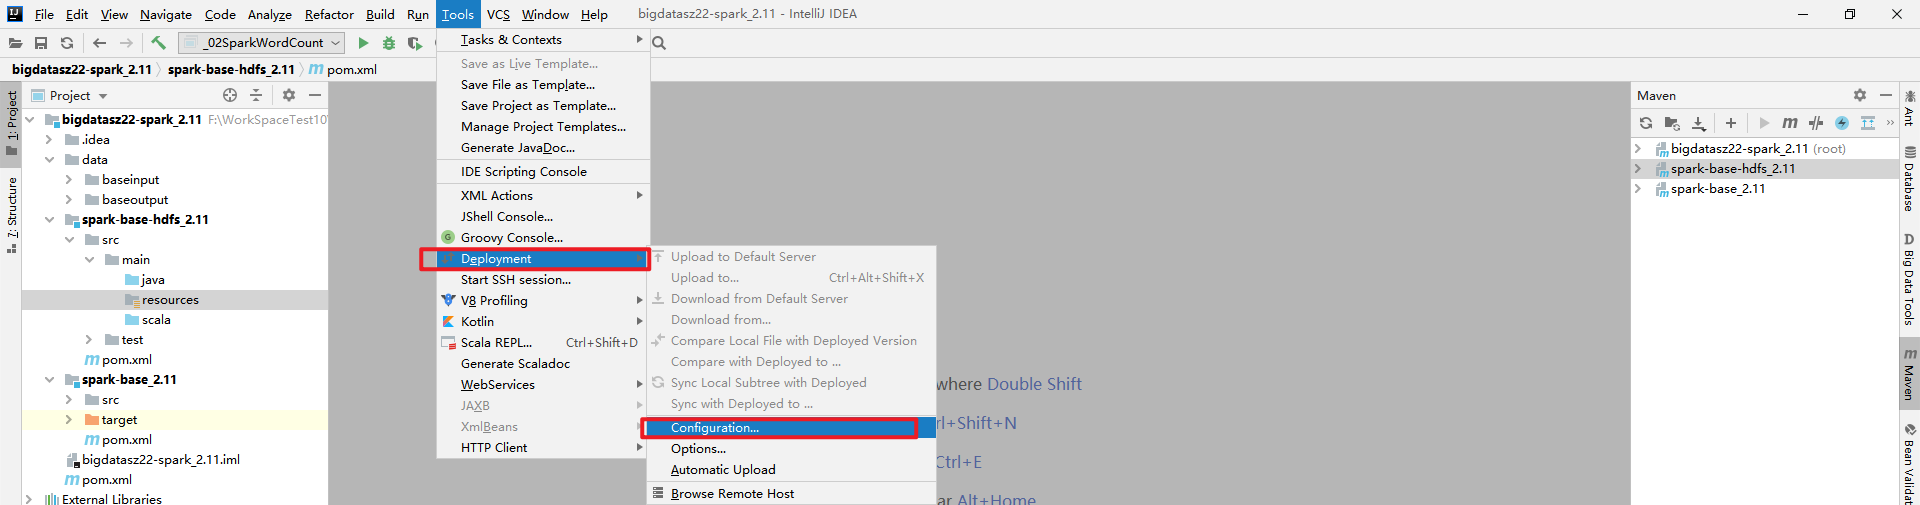 File Edit View Navigate Code Analyze Refactor Build Run Tools VCS Window Help bigdatasz22-spark_2.11 - IntelliJ IDEA
_02SparkWordCount
bigdatasz22-spark_2.11 spark-base-hdfs_2.11 pom.xml
1: Project
7: Structure
Project
bigdatasz22-spark_2.11 F:\WorkSpaceTest10\
.idea
data
baseinput
baseoutput
spark-base-hdfs_2.11
src
main
java
resources
scala
test
pom.xml
spark-base_2.11
src
target
pom.xml
bigdatasz22-spark_2.11.iml
pom.xml
External Libraries
Tasks & Contexts
Save as Live Template...
Save File as Template...
Save Project as Template...
Manage Project Templates...
Generate JavaDoc...
IDE Scripting Console
XML Actions
JShell Console...
Groovy Console...
Deployment
Start SSH session...
V8 Profiling
Kotlin
Scala REPL... Ctrl+Shift+D
Generate Scaladoc
WebServices
JAXB
XmlBeans
HTTP Client
Upload to Default Server
Upload to... Ctrl+Alt+Shift+X
Download from Default Server
Download from...
Compare Local File with Deployed Version
Compare with Deployed to ...
Sync Local Subtree with Deployed
Sync with Deployed to ...
Configuration...
Options...
Automatic Upload
Browse Remote Host
where Double Shift
rl+Shift+N
Ctrl+E
ar Alt+Home
Maven
bigdatasz22-spark_2.11 (root)
spark-base-hdfs_2.11
spark-base_2.11
Ant
Database
D Big Data Tools
m Maven
Bean Validat